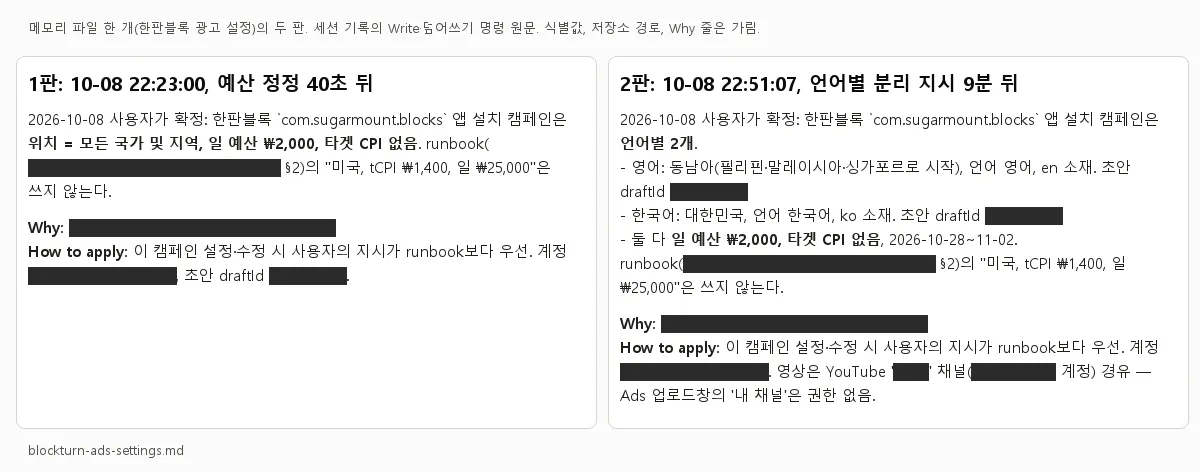 메모리 파일 한 개(한판블록 광고 설정)의 두 판. 세션 기록의 Write 덮어쓰기 명령 원문. 식별값, 저장소 경로, Why 줄은 가림.
1판: 10-08 22:23:00, 예산 정정 40초 뒤
2026-10-08 사용자가 확정: 한판블록 `com.sugarmount.blocks` 앱 설치 캠페인은
위치 = 모든 국가 및 지역, 일 예산 ₩2,000, 타겟 CPI 없음. runbook(
§2)의 "미국, tCPI ₩1,400, 일 ₩25,000"은
쓰지 않는다.
Why:
How to apply: 이 캠페인 설정·수정 시 사용자의 지시가 runbook보다 우선. 계정
, 초안 draftId .
2판: 10-08 22:51:07, 언어별 분리 지시 9분 뒤
2026-10-08 사용자가 확정: 한판블록 `com.sugarmount.blocks` 앱 설치 캠페인은
언어별 2개.
- 영어: 동남아(필리핀·말레이시아·싱가포르로 시작), 언어 영어, en 소재. 초안
draftId
- 한국어: 대한민국, 언어 한국어, ko 소재. 초안 draftId
- 둘 다 일 예산 ₩2,000, 타겟 CPI 없음, 2026-10-28~11-02.
runbook( §2)의 "미국, tCPI ₩1,400, 일
₩25,000"은 쓰지 않는다.
Why:
How to apply: 이 캠페인 설정·수정 시 사용자의 지시가 runbook보다 우선. 계정
. 영상은 YouTube ' ' 채널( 계정) 경유 —
Ads 업로드창의 '내 채널'은 권한 없음.
blockturn-ads-settings.md